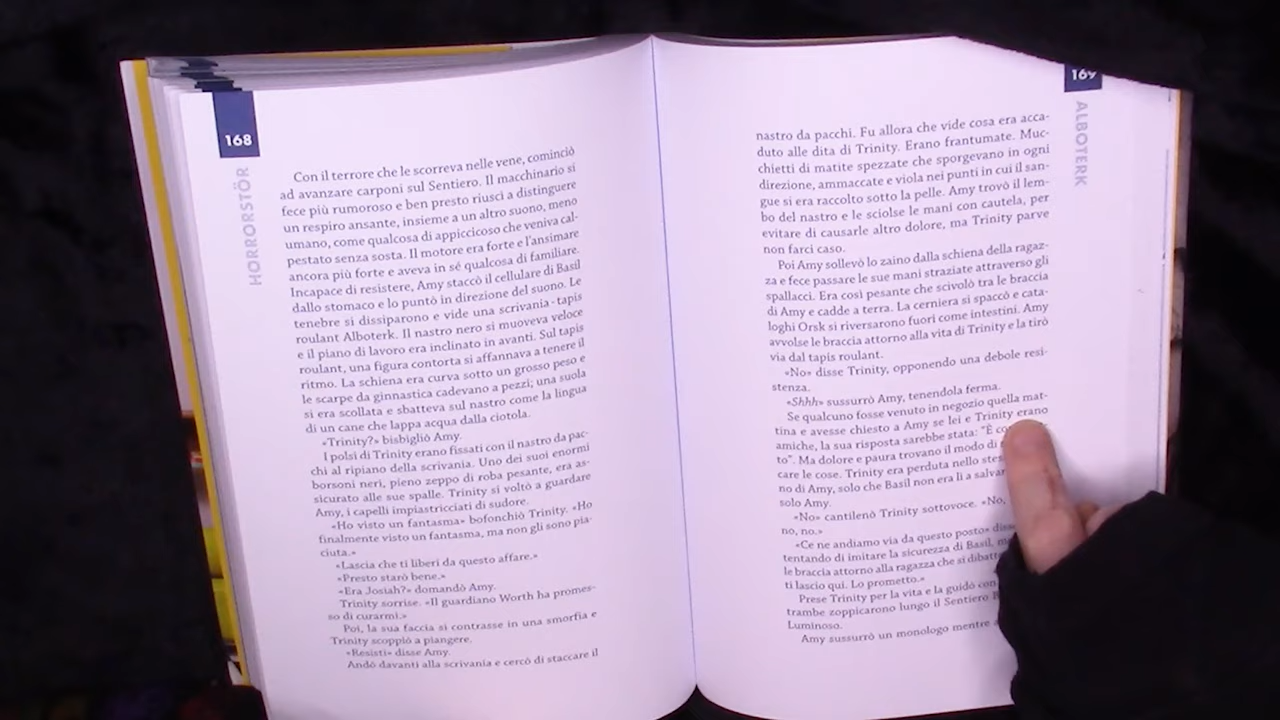 168
HORRORSTÖR
Con il terrore che le scorreva nelle vene, cominciò
ad avanzare carponi sul Sentiero. Il macchinario si
fece più rumoroso e ben presto riuscì a distinguere
un respiro ansante, insieme a un altro suono, meno
umano, come qualcosa di appiccicoso che veniva cal-
pestato senza sosta. Il motore era forte e l'ansimare
ancora più forte e aveva in sé qualcosa di familiare.
Incapace di resistere, Amy staccò il cellulare di Basil
dallo stomaco e lo puntò in direzione del suono. Le
tenebre si dissiparono e vide una scrivania-tapis
roulant Alboterk. Il nastro nero si muoveva veloce
e il piano di lavoro era inclinato in avanti. Sul tapis
roulant, una figura contorta si affannava a tenere il
ritmo. La schiena era curva sotto un grosso peso e
le scarpe da ginnastica cadevano a pezzi; una suola
si era scollata e sbatteva sul nastro come la lingua
di un cane che lappa acqua dalla ciotola.
«Trinity?» bisbigliò Amy.
I polsi di Trinity erano fissati con il nastro da pac-
chi al ripiano della scrivania. Uno dei suoi enormi
borsoni neri, pieno zeppo di roba pesante, era as-
sicurato alle sue spalle. Trinity si voltò a guardare
Amy, i capelli impiastricciati di sudore.
«Ho visto un fantasma» bofonchiò Trinity. «Ho
finalmente visto un fantasma, ma non gli sono pia-
ciuta.»
«Lascia che ti liberi da questo affare.»
«Presto starò bene.»
«Era Josiah?» domandò Amy.
Trinity sorrise. «Il guardiano Worth ha promes-
so di curarmi.»
Poi, la sua faccia si contrasse in una smorfia e
Trinity scoppiò a piangere.
«Resisti» disse Amy.
Andò davanti alla scrivania e cercò di staccare il
169
ALBOTERK
nastro da pacchi. Fu allora che vide cosa era acca-
duto alle dita di Trinity. Erano frantumate. Muc-
chietti di matite spezzate che sporgevano in ogni
direzione, ammaccate e viola nei punti in cui il san-
gue si era raccolto sotto la pelle. Amy trovò il lem-
bo del nastro e le sciolse le mani con cautela, per
evitare di causarle altro dolore, ma Trinity parve
non farci caso.
Poi Amy sollevò lo zaino dalla schiena della ragaz-
za e fece passare le sue mani straziate attraverso gli
spallacci. Era così pesante che scivolò tra le braccia
di Amy e cadde a terra. La cerniera si spaccò e cata-
loghi Orsk si riversarono fuori come intestini. Amy
avvolse le braccia attorno alla vita di Trinity e la tirò
via dal tapis roulant.
«No» disse Trinity, opponendo una debole resi-
stenza.
«Shhh» sussurrò Amy, tenendola ferma.
Se qualcuno fosse venuto in negozio quella mat-
tina e avesse chiesto a Amy se lei e Trinity erano
amiche, la sua risposta sarebbe stata: "È
to". Ma dolore e paura trovano il modo di
care le cose. Trinity era perduta nello
no di Amy, solo che Basil non era lì a
solo Amy.
«No» cantilenò Trinity sottovoce. «No,
no, no.»
«Ce ne andiamo via da questo posto»
tentando di imitare la sicurezza di Basil,
le braccia attorno alla ragazza che si
ti lascio qui. Lo prometto.»
Prese Trinity per la vita e la guidò
trambe zoppicarono lungo il Sentiero
Luminoso.
Amy sussurrò un monologo mentre